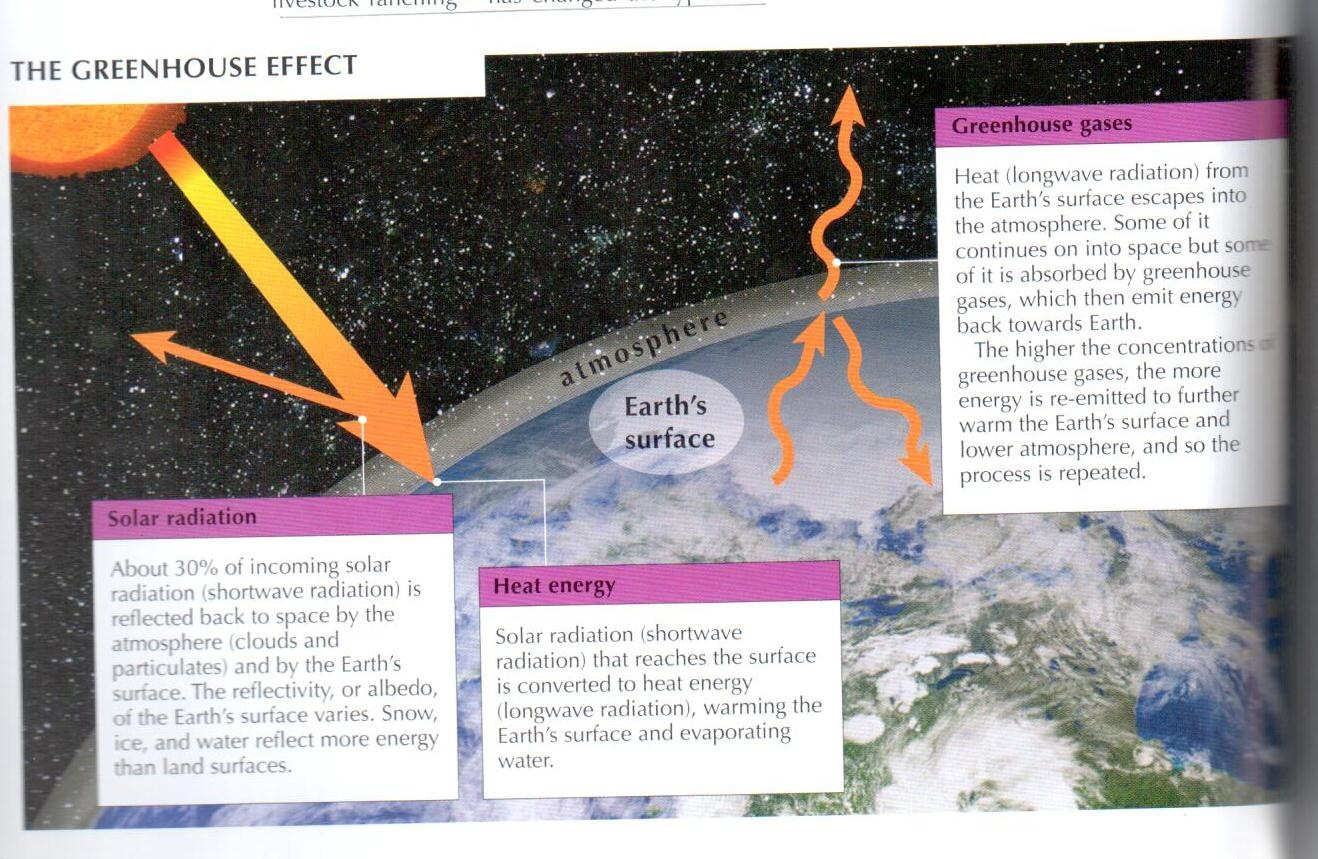 THE GREENHOUSE EFFECT
atmosphere
Earth's
surface
Solar radiation
About 30% of incoming solar
radiation (shortwave radiation) is
reflected back to space by the
atmosphere (clouds and
particulates) and by the Earth's
surface. The reflectivity, or albedo,
of the Earth's surface varies. Snow,
ice, and water reflect more energy
than land surfaces.
Heat energy
Solar radiation (shortwave
radiation) that reaches the surface
is converted to heat energy
(longwave radiation), warming the
Earth's surface and evaporating
water.
Greenhouse gases
Heat (longwave radiation) from
the Earth's surface escapes into
the atmosphere. Some of it
continues on into space but some
of it is absorbed by greenhouse
gases, which then emit energy
back towards Earth.
The higher the concentrations of
greenhouse gases, the more
energy is re-emitted to further
warm the Earth's surface and
lower atmosphere, and so the
process is repeated.